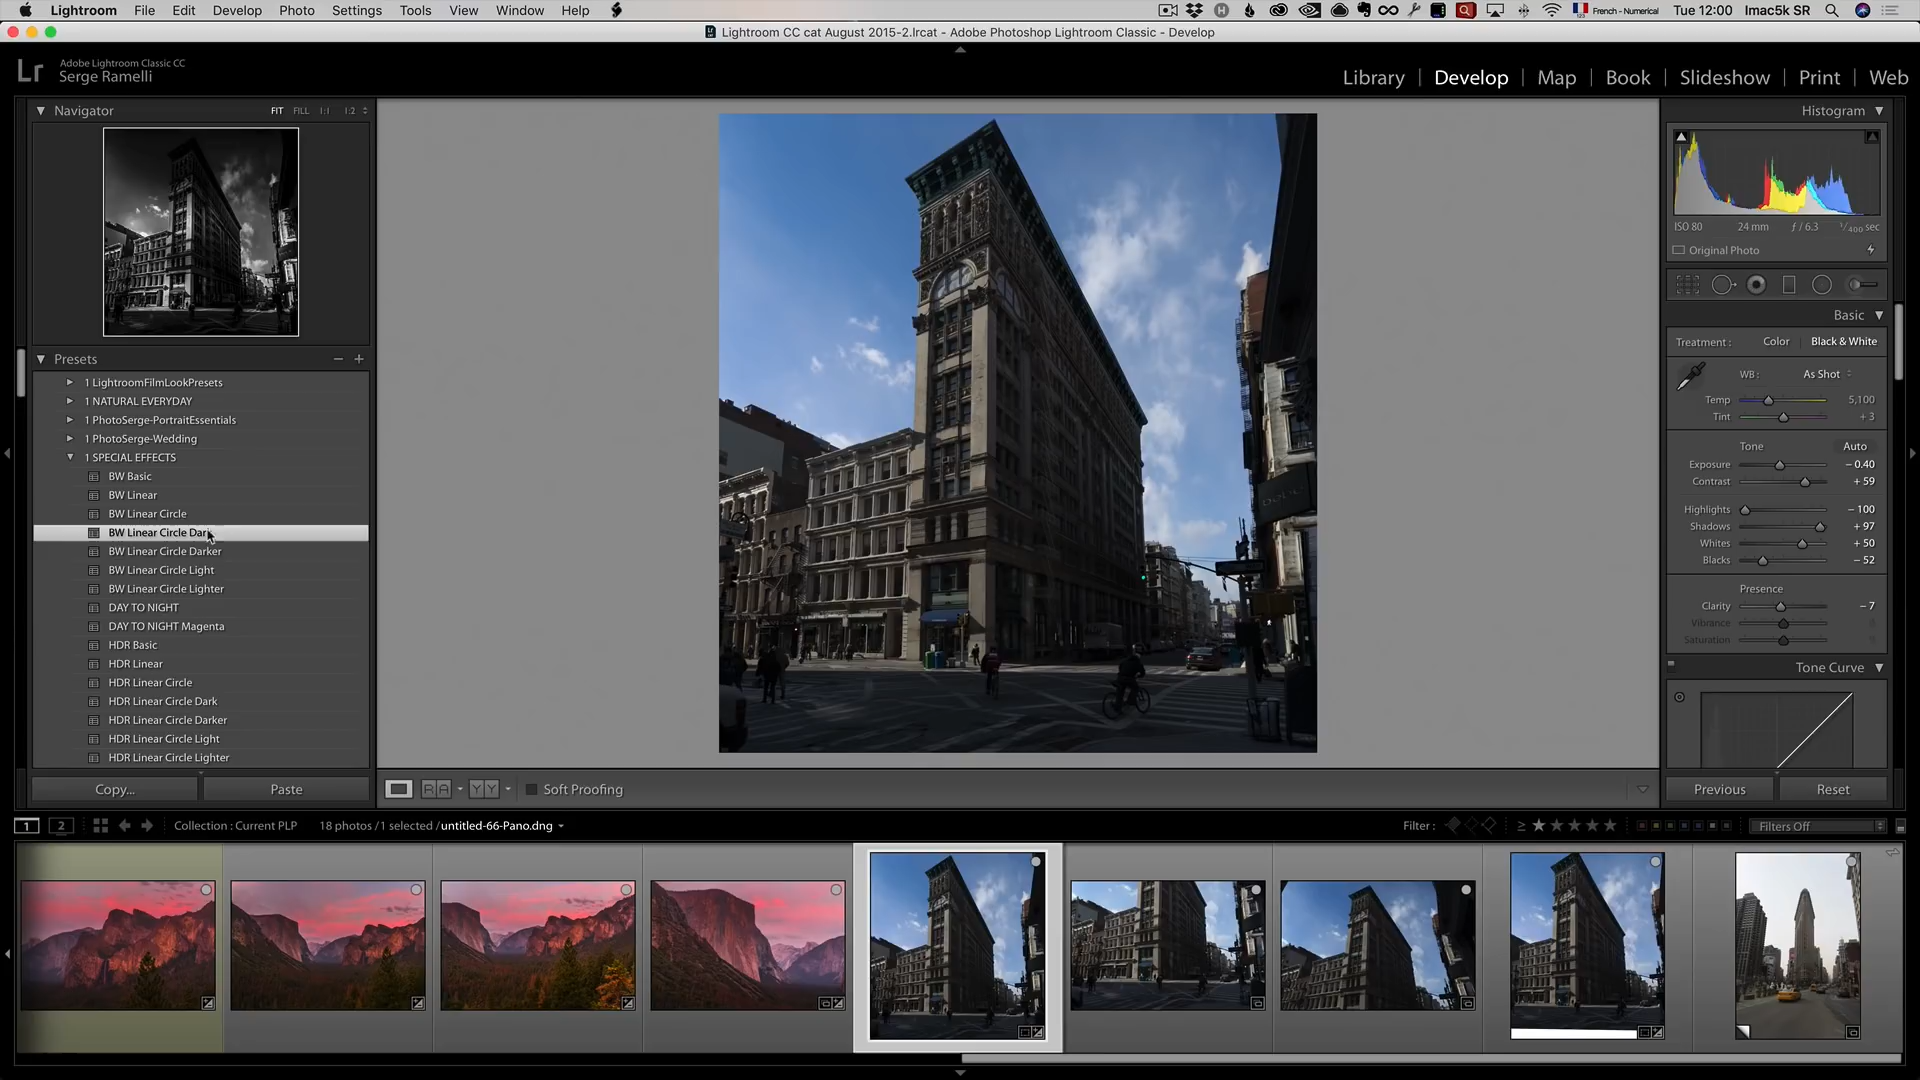 Lightroom File Edit Develop Photo Settings Tools View Window Help
French - Numerical Tue 12:00 Imac5k SR
Lightroom CC cat August 2015-2.lrcat - Adobe Photoshop Lightroom Classic - Develop
Lr Adobe Lightroom Classic CC
Serge Ramelli
Library | Develop | Map | Book | Slideshow | Print | Web
Navigator FIT FILL 1:1 1:2
Presets
1 LightroomFilmLookPresets
1 NATURAL EVERYDAY
1 PhotoSerge-PortraitEssentials
1 PhotoSerge-Wedding
1 SPECIAL EFFECTS
BW Basic
BW Linear
BW Linear Circle
BW Linear Circle Dark
BW Linear Circle Darker
BW Linear Circle Light
BW Linear Circle Lighter
DAY TO NIGHT
DAY TO NIGHT Magenta
HDR Basic
HDR Linear
HDR Linear Circle
HDR Linear Circle Dark
HDR Linear Circle Darker
HDR Linear Circle Light
HDR Linear Circle Lighter
Copy... Paste
RA YY Soft Proofing
Histogram
ISO 80 24 mm ƒ / 6.3 1/400 sec
Original Photo
Basic
Treatment : Color | Black & White
WB : As Shot
Temp 5,100
Tint + 3
Tone Auto
Exposure − 0.40
Contrast + 59
Highlights − 100
Shadows + 97
Whites + 50
Blacks − 52
Presence
Clarity − 7
Vibrance
Saturation
Tone Curve
Previous Reset
1 2 Collection : Current PLP 18 photos / 1 selected / untitled-66-Pano.dng Filter : ≥ Filters Off